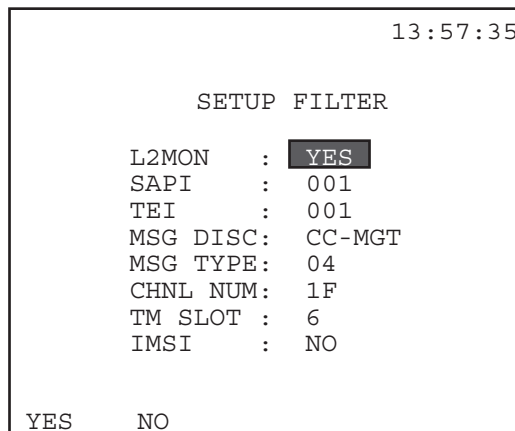 13:57:35
SETUP FILTER
L2MON : YES
SAPI : 001
TEI : 001
MSG DISC: CC-MGT
MSG TYPE: 04
CHNL NUM: 1F
TM SLOT : 6
IMSI : NO
YES NO